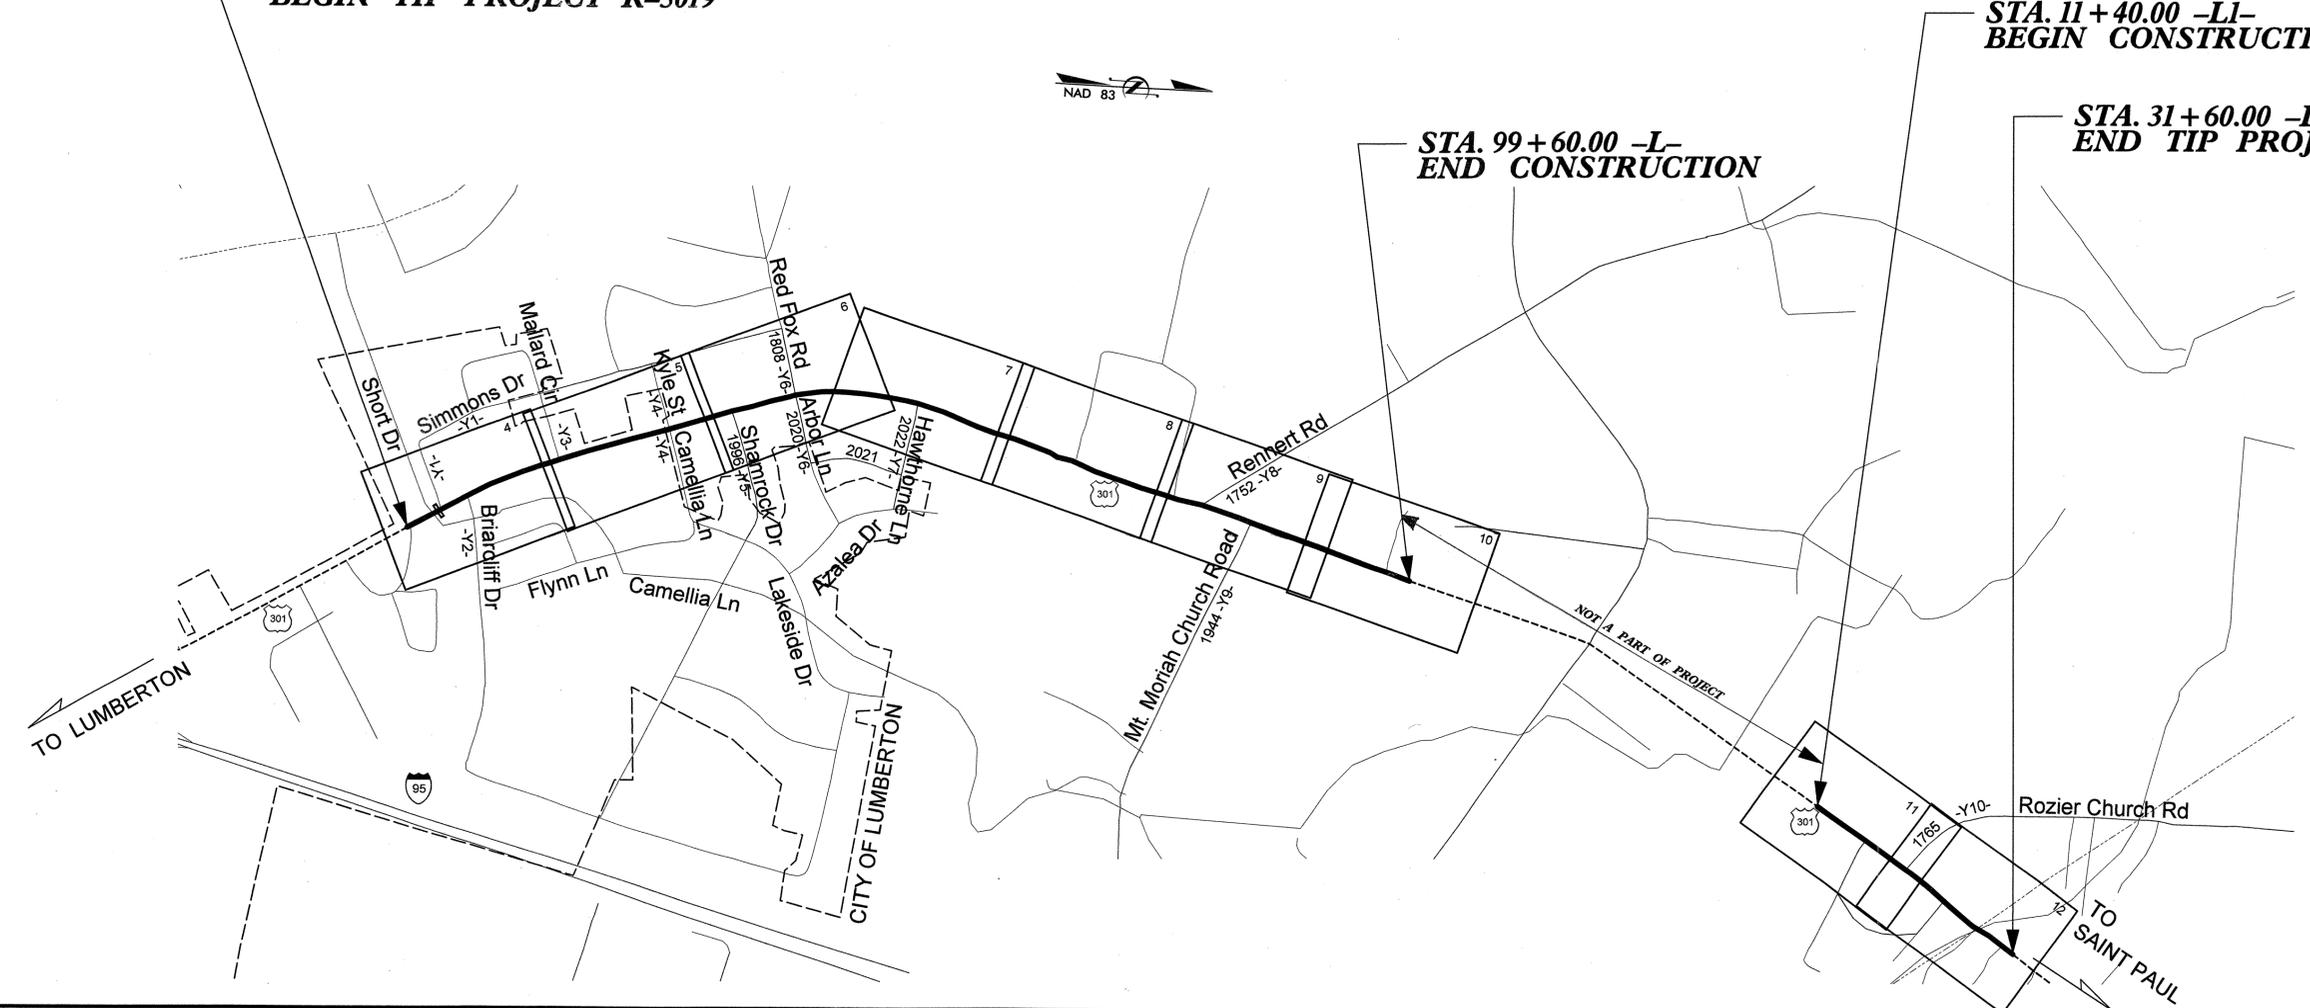 BEGIN TIP PROJECT R-5019
STA. 11+40.00 -L1-
BEGIN CONSTRUCTI
NAD 83
STA. 31+60.00
END TIP PROJ
STA. 99+60.00 -L-
END CONSTRUCTION
Short Dr
Simmons Dr
-Y1-
-Y1-
Mallard Cir
-Y3-
4
Kyle St
-Y4-
5
-Y4-
Camellia Ln
Red Fox Rd
1808 -Y6-
6
Shamrock Dr
1996 -Y5-
Arbor Ln
2020 -Y6-
2021
Hawthorne Ln
2022 -Y7-
Azalea Dr
Briarcliff Dr
-Y2-
Flynn Ln
Camellia Ln
Lakeside Dr
7
8
301
Rennert Rd
1752 -Y8-
9
10
Mt. Moriah Church Road
1944 -Y9-
NOT A PART OF PROJECT
301
TO LUMBERTON
95
CITY OF LUMBERTON
301
11
1765
-Y10-
Rozier Church Rd
12
TO
SAINT PAUL